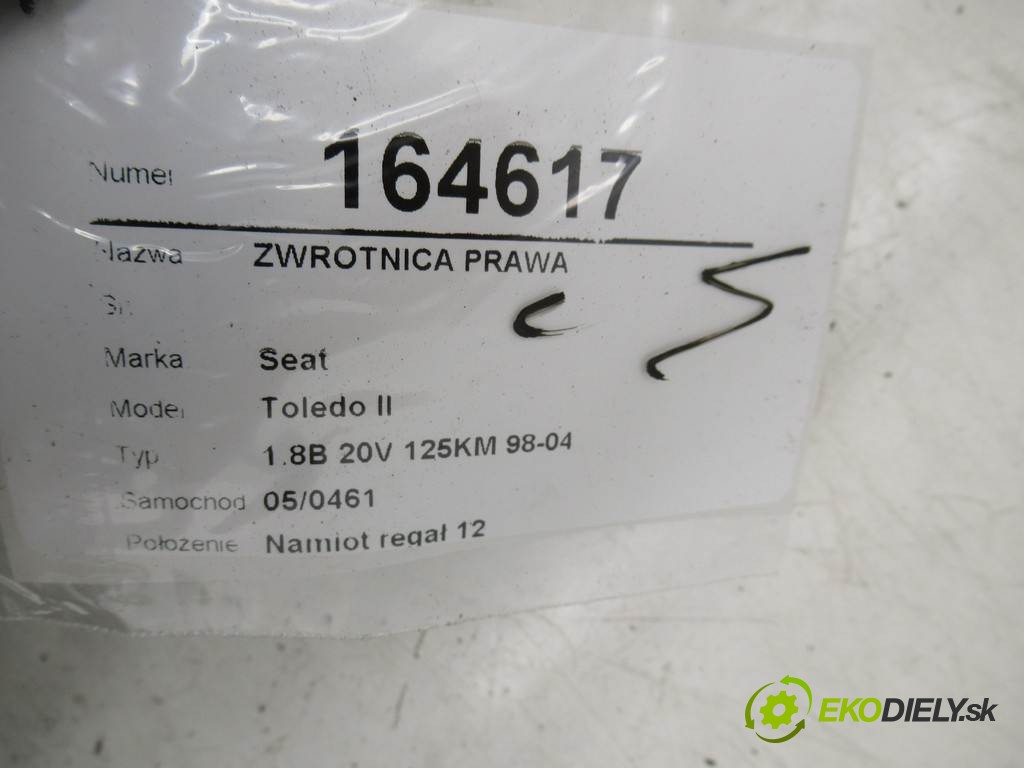 Numer 164617
Nazwa ZWROTNICA PRAWA
Marka Seat
Model Toledo II
Typ 1.8B 20V 125KM 98-04
Samochod 05/0461
Położenie Namiot regał 12
EKODIELY.sk